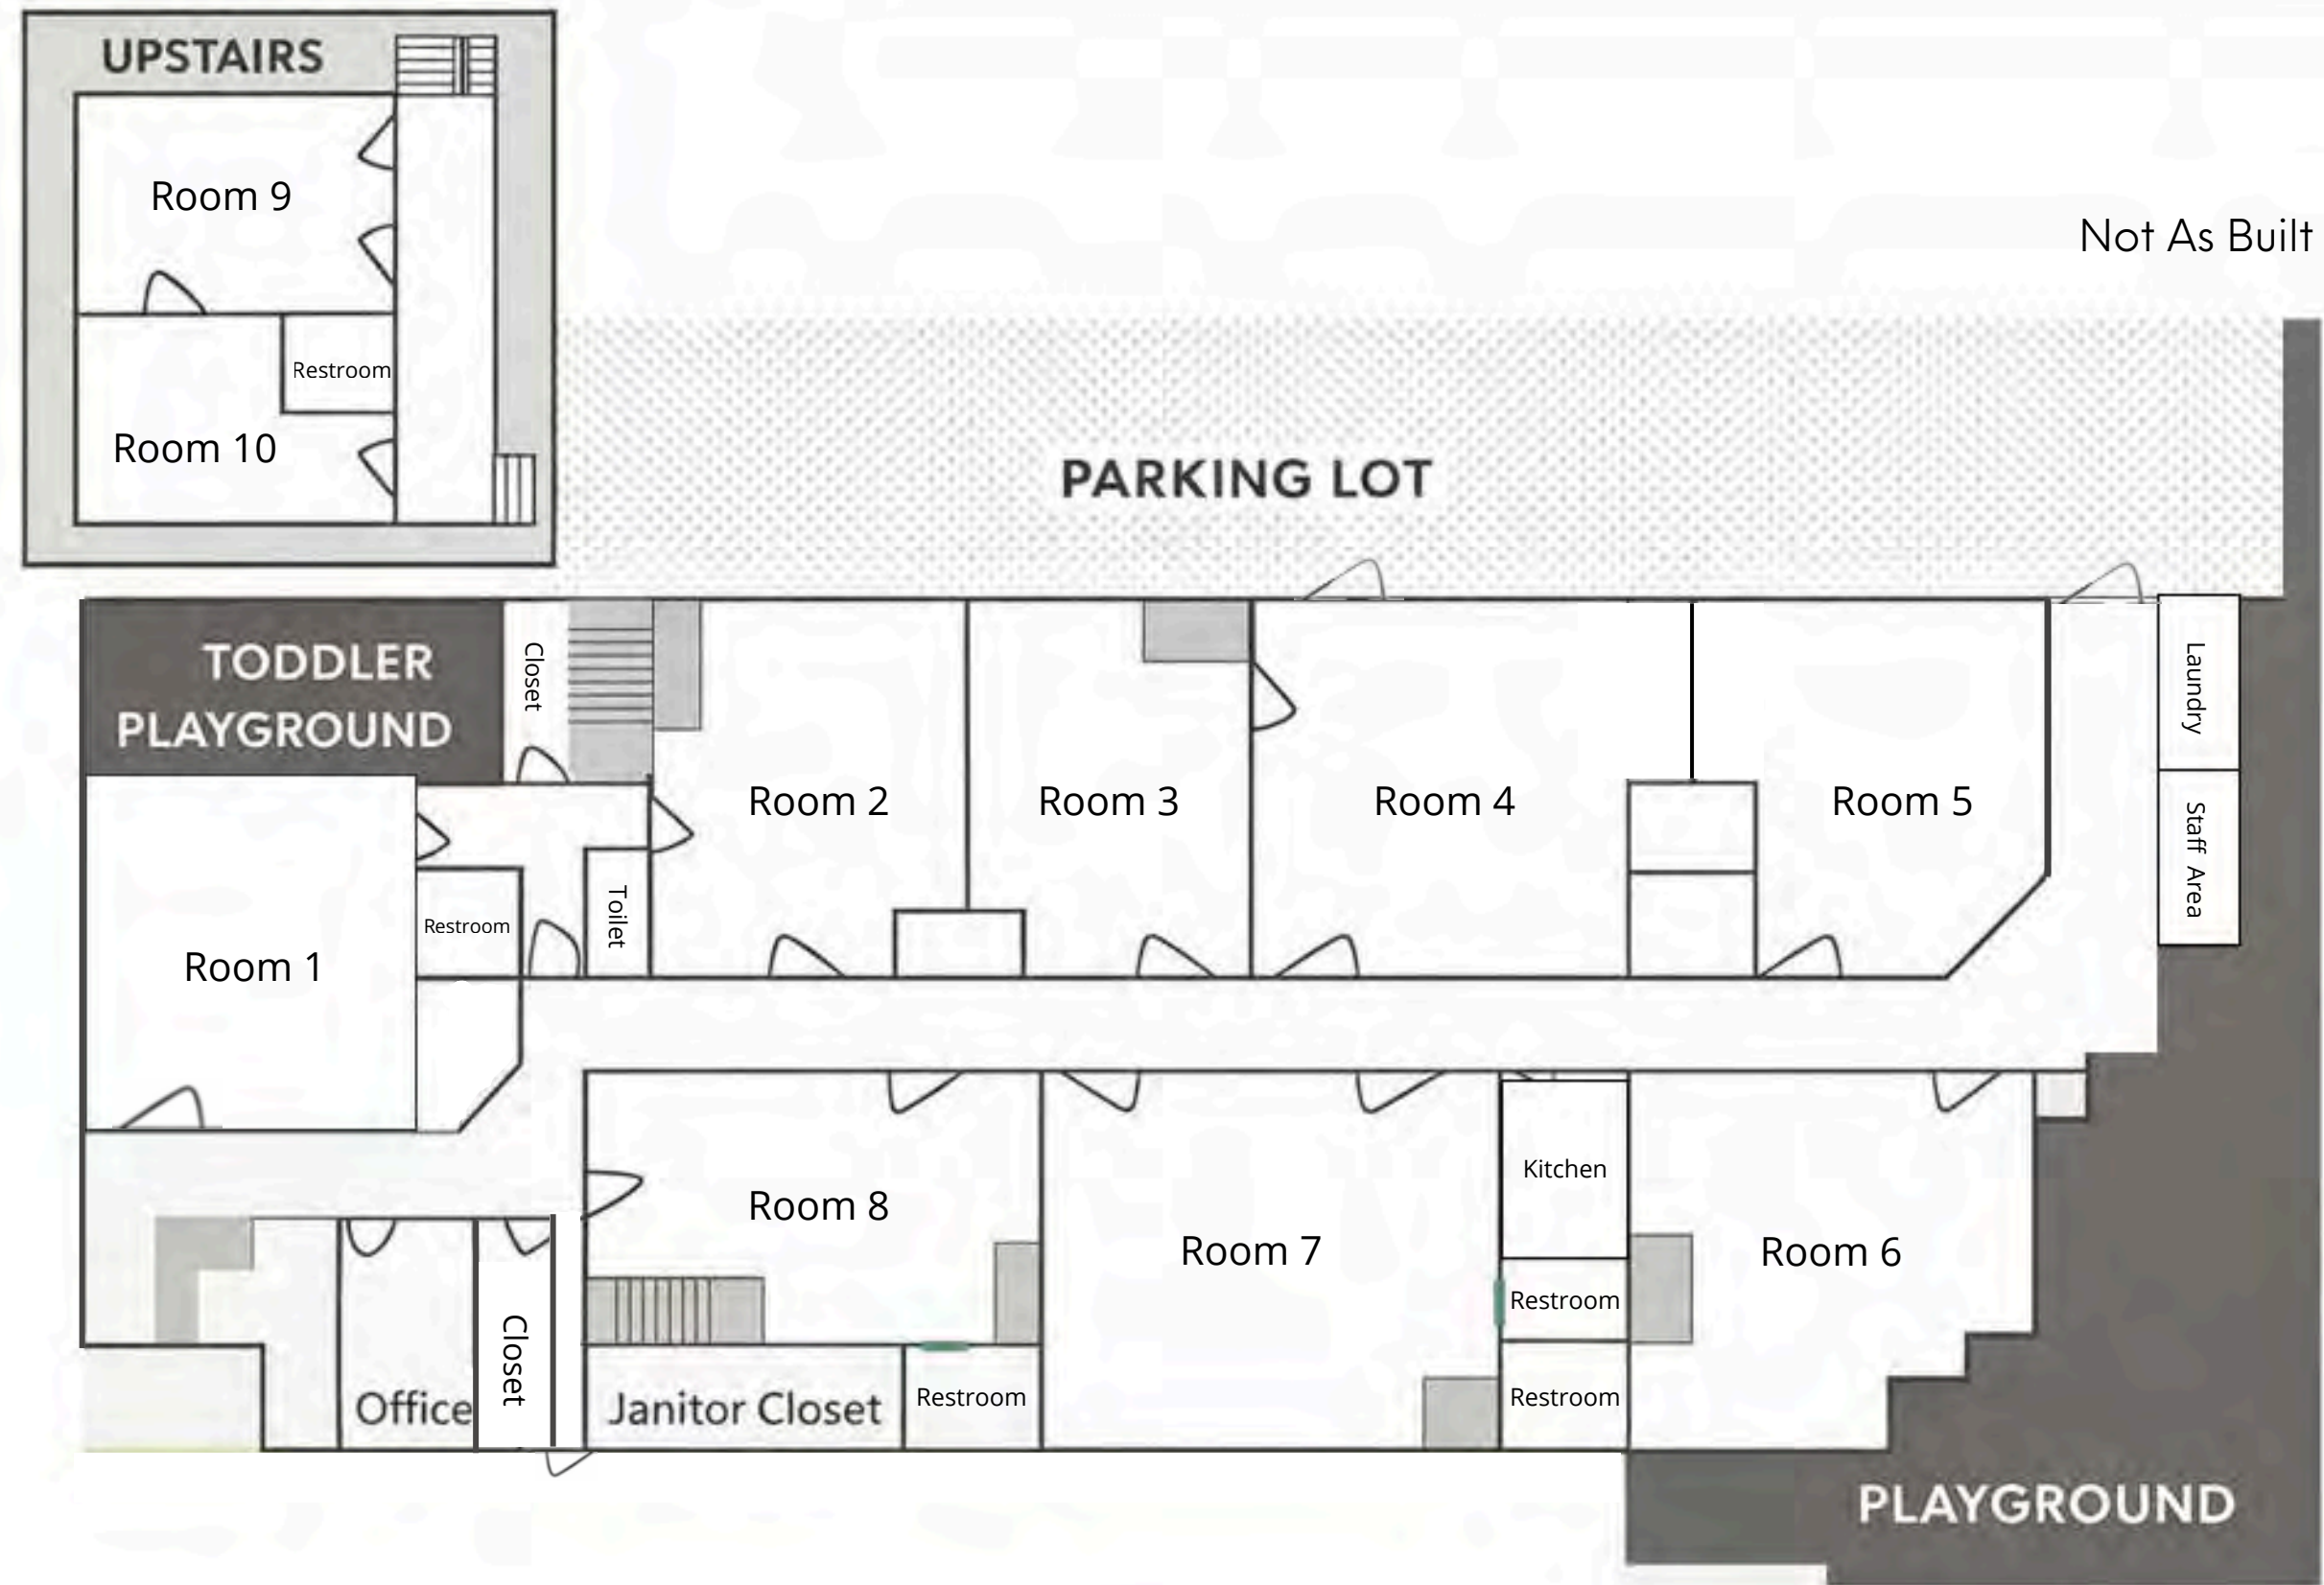 UPSTAIRS
Room 9
Restroom
Room 10
Not As Built
PARKING LOT
TODDLER
PLAYGROUND
Closet
Laundry
Room 2
Room 3
Room 4
Room 5
Staff Area
Toilet
Restroom
Room 1
Kitchen
Room 8
Room 7
Room 6
Restroom
Closet
Office
Janitor Closet
Restroom
Restroom
PLAYGROUND